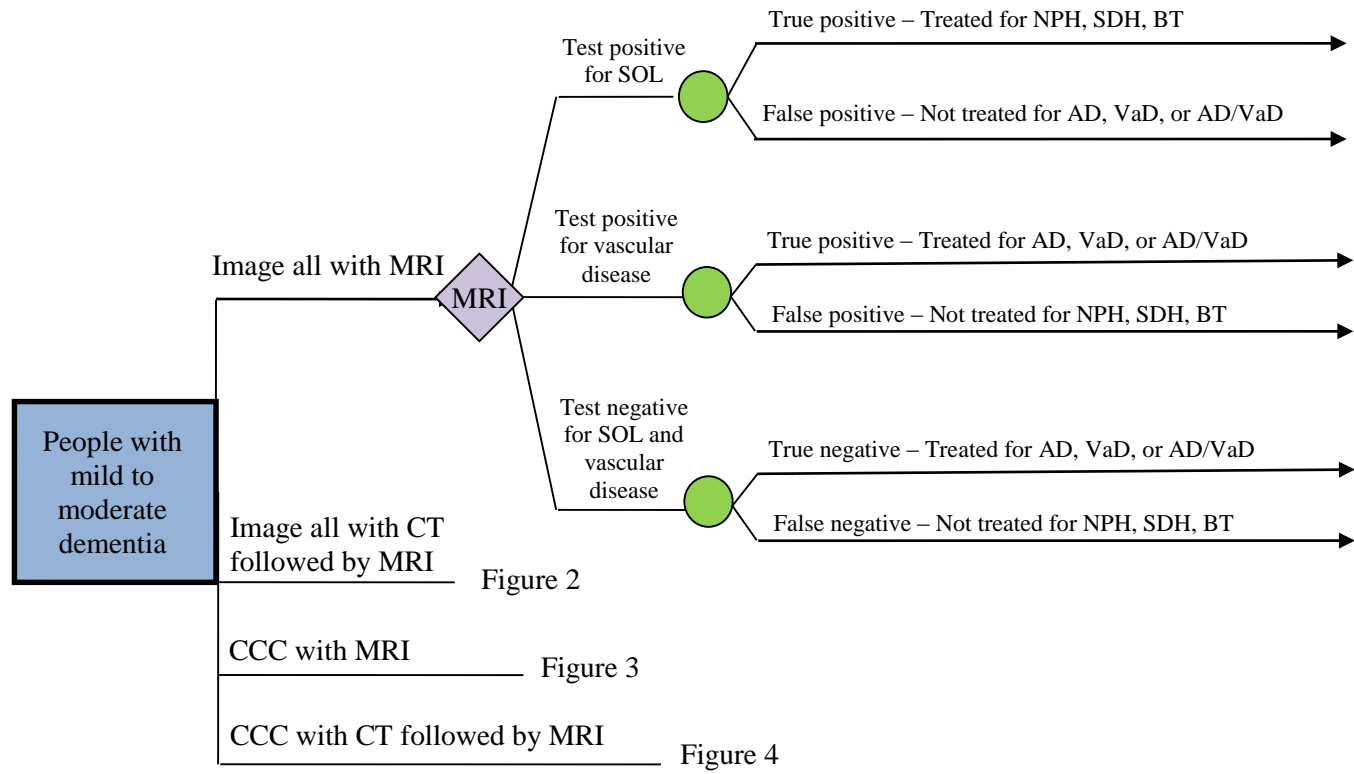 True positive – Treated for NPH, SDH, BT
Test positive
for SOL
False positive – Not treated for AD, VaD, or AD/VaD
Test positive
for vascular
disease
True positive – Treated for AD, VaD, or AD/VaD
Image all with MRI
MRI
False positive – Not treated for NPH, SDH, BT
Test negative
for SOL and
vascular
disease
True negative – Treated for AD, VaD, or AD/VaD
False negative – Not treated for NPH, SDH, BT
People with
mild to
moderate
dementia
Image all with CT
followed by MRI
Figure 2
CCC with MRI
Figure 3
CCC with CT followed by MRI
Figure 4